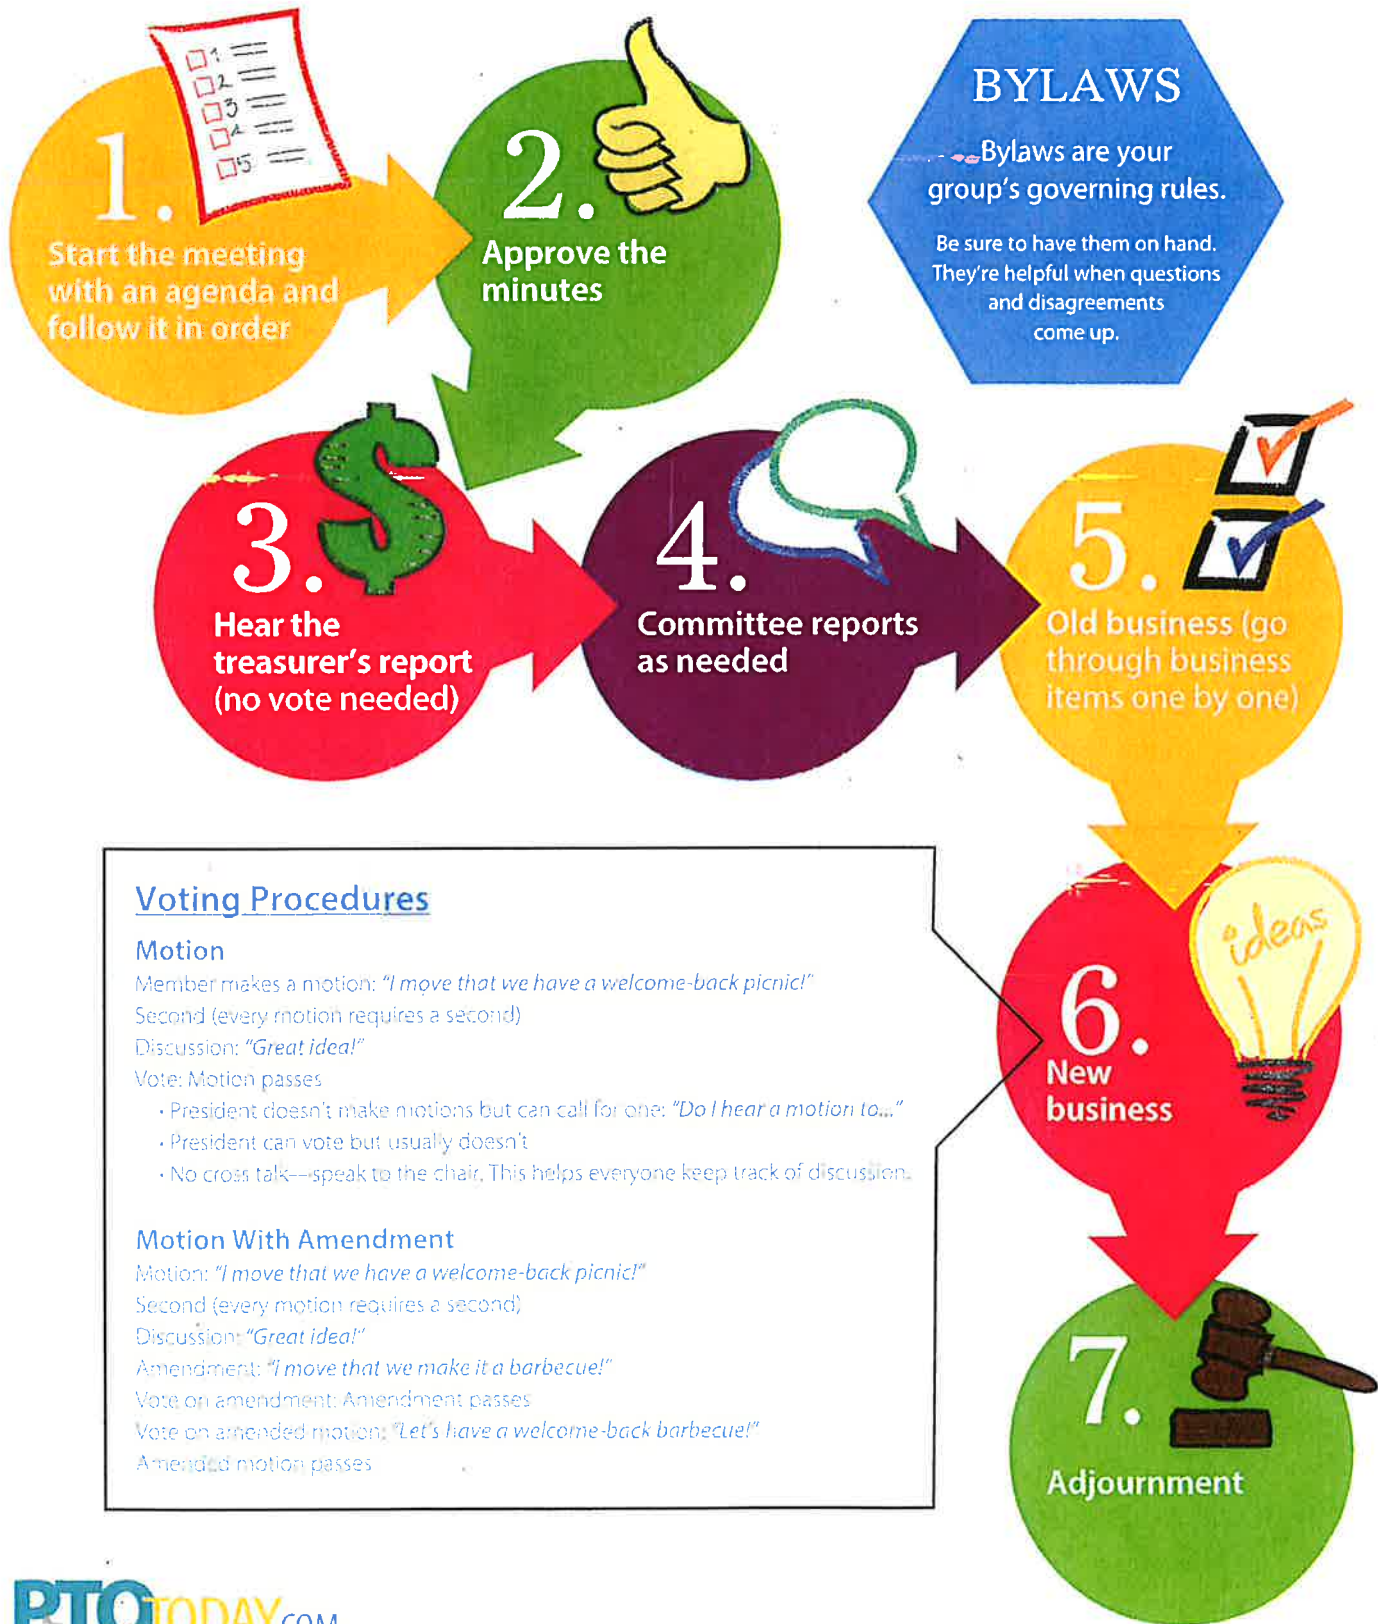 1
2
3
4
5
1.
Start the meeting
with an agenda and
follow it in order
2.
Approve the
minutes
BYLAWS
Bylaws are your
group's governing rules.
Be sure to have them on hand.
They're helpful when questions
and disagreements
come up.
3.
Hear the
treasurer's report
(no vote needed)
4.
Committee reports
as needed
5.
Old business (go
through business
items one by one)
Voting Procedures
Motion
Member makes a motion: "I move that we have a welcome-back picnic!"
Second (every motion requires a second)
Discussion: "Great idea!"
Vote: Motion passes
• President doesn't make motions but can call for one: "Do I hear a motion to..."
• President can vote but usually doesn't
• No cross talk—speak to the chair. This helps everyone keep track of discussion.
Motion With Amendment
Motion: "I move that we have a welcome-back picnic!"
Second (every motion requires a second)
Discussion: "Great idea!"
Amendment: "I move that we make it a barbecue!"
Vote on amendment: Amendment passes
Vote on amended motion: "Let's have a welcome-back barbecue!"
Amended motion passes
ideas
6.
New
business
7.
Adjournment
PTOTODAY.COM